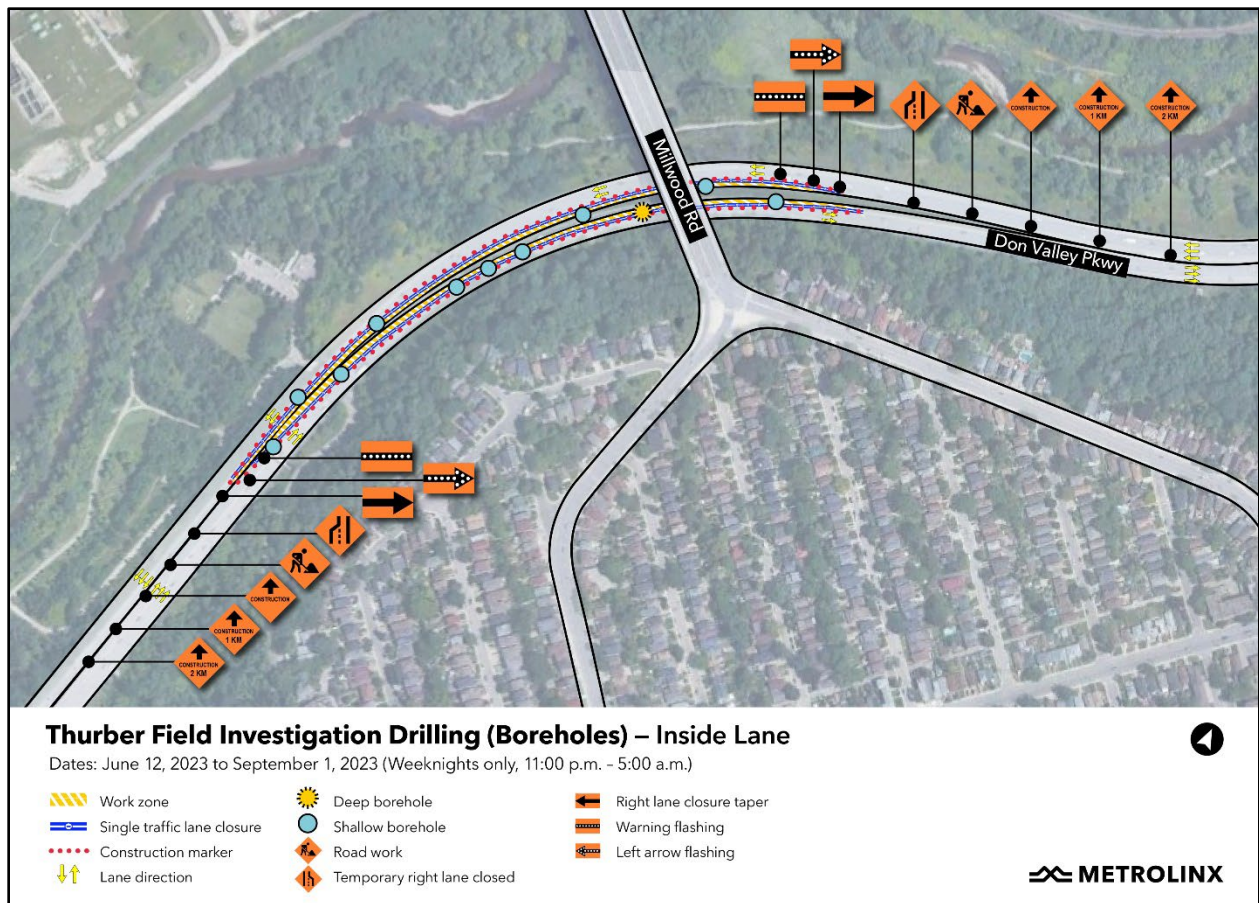 Millwood Rd
CONSTRUCTION
CONSTRUCTION
1 KM
CONSTRUCTION
2 KM
Don Valley Pkwy
CONSTRUCTION
CONSTRUCTION
1 KM
CONSTRUCTION
2 KM
Thurber Field Investigation Drilling (Boreholes) – Inside Lane
Dates: June 12, 2023 to September 1, 2023 (Weeknights only, 11:00 p.m. – 5:00 a.m.)
Work zone
Single traffic lane closure
Construction marker
Lane direction
Deep borehole
Shallow borehole
Road work
Temporary right lane closed
Right lane closure taper
Warning flashing
Left arrow flashing
METROLINX